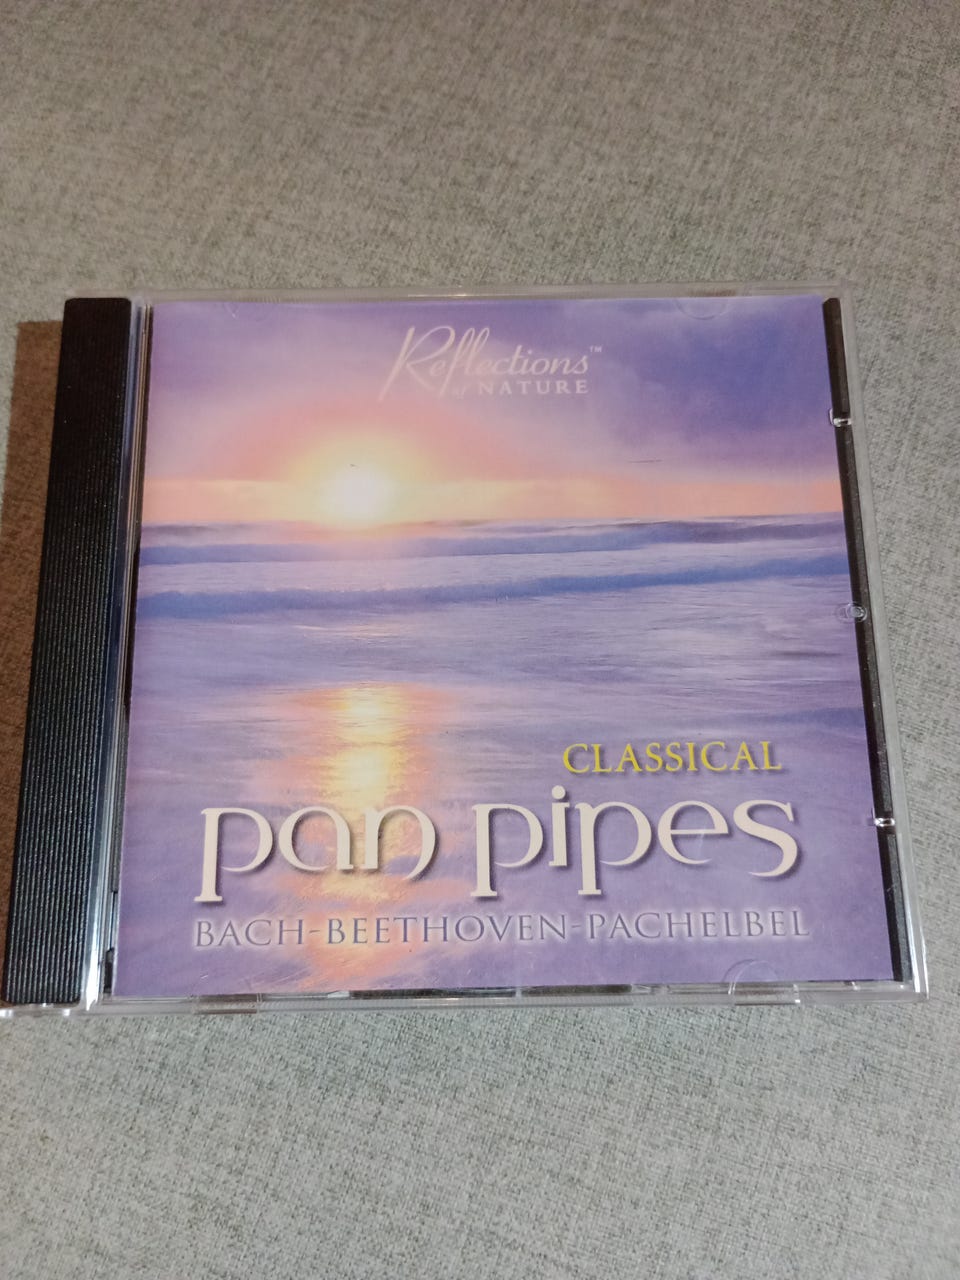 Reflections™
of NATURE
CLASSICAL
pan pipes
BACH-BEETHOVEN-PACHELBEL